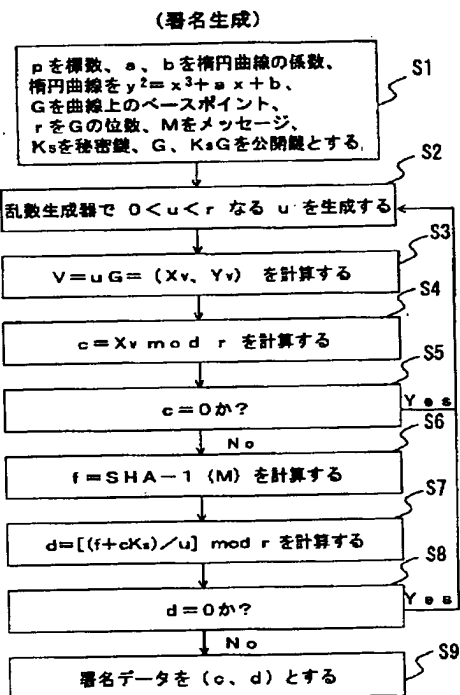 （署名生成）
pを標数、a、bを楕円曲線の係数、
楕円曲線をy²=x³+ax+b、
Gを曲線上のベースポイント、
rをGの位数、Mをメッセージ、
Ksを秘密鍵、G、KsGを公開鍵とする
S1
乱数生成器で 0<u<r なる u を生成する
S2
V=uG=（Xv、Yv） を計算する
S3
c=Xv mod r を計算する
S4
c=0か?
S5
Yes
No
f=SHA-1（M）を計算する
S6
d=[(f+cKs)/u] mod r を計算する
S7
d=0か?
S8
Yes
No
署名データを（c、d）とする
S9